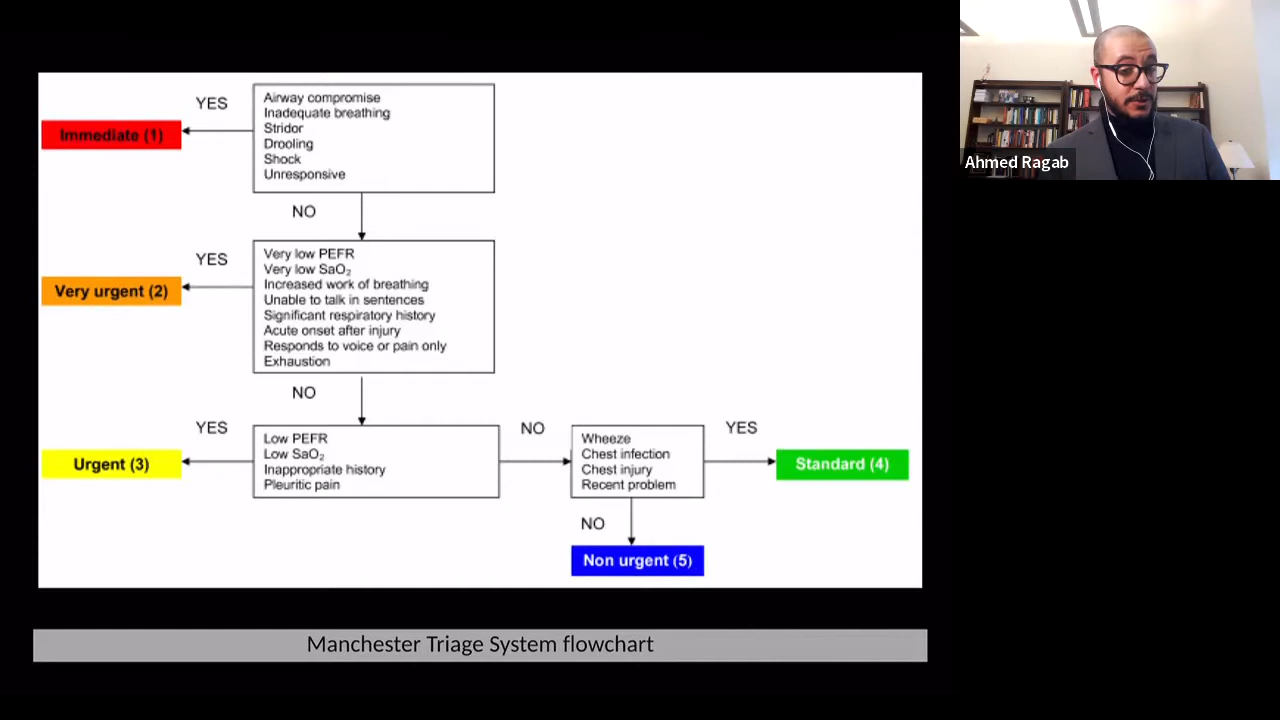 YES
Airway compromise
Inadequate breathing
Stridor
Drooling
Shock
Unresponsive
Immediate (1)
NO
YES
Very low PEFR
Very low SaO₂
Increased work of breathing
Unable to talk in sentences
Significant respiratory history
Acute onset after injury
Responds to voice or pain only
Exhaustion
Very urgent (2)
NO
YES
Low PEFR
Low SaO₂
Inappropriate history
Pleuritic pain
Urgent (3)
NO
Wheeze
Chest infection
Chest injury
Recent problem
YES
Standard (4)
NO
Non urgent (5)
Manchester Triage System flowchart
Ahmed Ragab